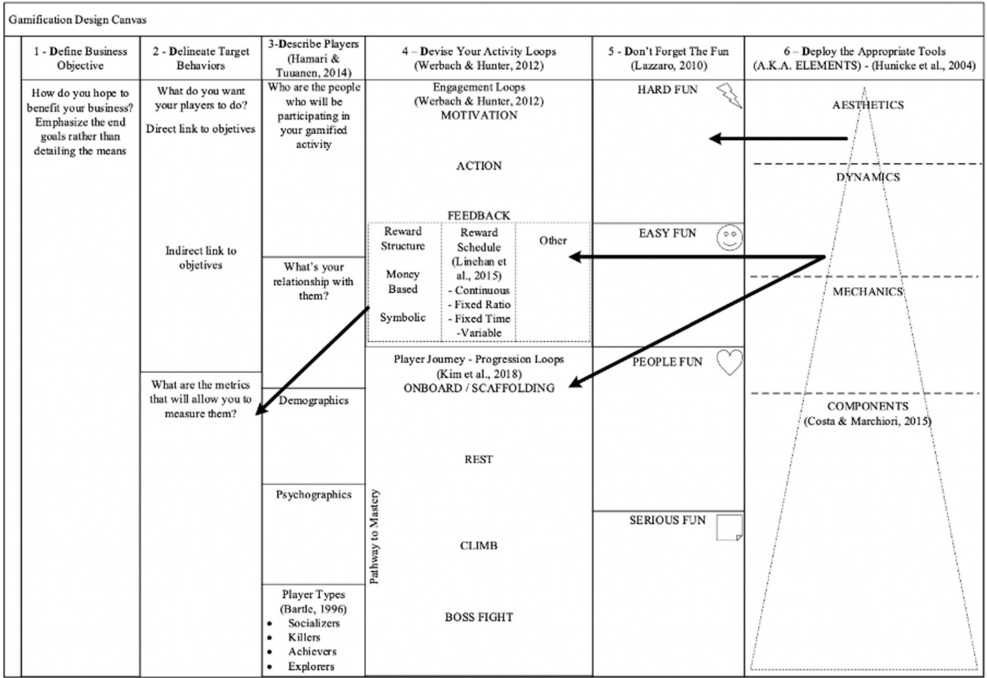 Gamification Design Canvas
1 - Define Business
Objective
How do you hope to
benefit your business?
Emphasize the end
goals rather than
detailing the means
2 - Delineate Target
Behaviors
What do you want
your players to do?
Direct link to objetives
Indirect link to
objetives
What are the metrics
that will allow you to
measure them?
3-Describe Players
(Hamari &
Tuuanen, 2014)
Who are the people
who will be
participating in
your gamified
activity
What's your
relationship with
them?
Demographics
Psychographics
Player Types
(Bartle, 1996)
• Socializers
• Killers
• Achievers
• Explorers
4 – Devise Your Activity Loops
(Werbach & Hunter, 2012)
Engagement Loops
(Werbach & Hunter, 2012)
MOTIVATION
ACTION
FEEDBACK
Reward
Structure
Money
Based
Symbolic
Reward
Schedule
(Linehan et
al., 2015)
- Continuous
- Fixed Ratio
- Fixed Time
-Variable
Other
Player Journey - Progression Loops
(Kim et al., 2018)
ONBOARD / SCAFFOLDING
REST
Pathway to Mastery
CLIMB
BOSS FIGHT
5 - Don't Forget The Fun
(Lazzaro, 2010)
HARD FUN
EASY FUN
PEOPLE FUN
SERIOUS FUN
6 – Deploy the Appropriate Tools
(A.K.A. ELEMENTS) - (Hunicke et al., 2004)
AESTHETICS
DYNAMICS
MECHANICS
COMPONENTS
(Costa & Marchiori, 2015)